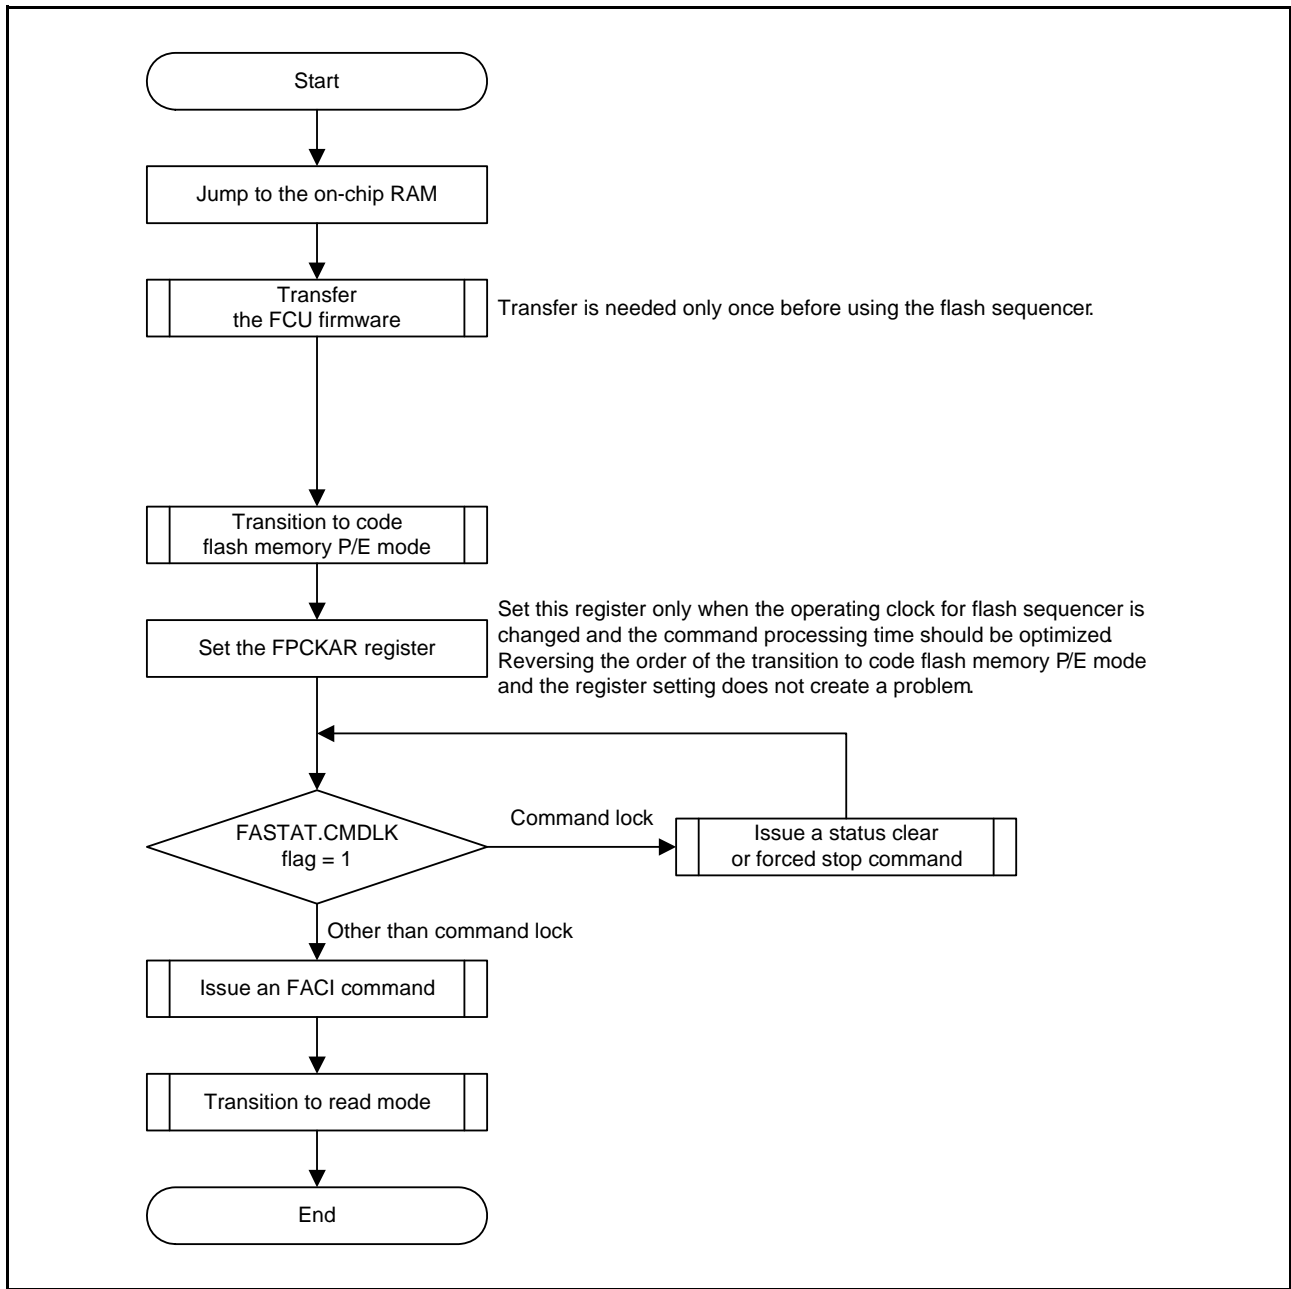 Start
Jump to the on-chip RAM
Transfer
the FCU firmware
Transfer is needed only once before using the flash sequencer.
Transition to code
flash memory P/E mode
Set the FPCKAR register
Set this register only when the operating clock for flash sequencer is
changed and the command processing time should be optimized.
Reversing the order of the transition to code flash memory P/E mode
and the register setting does not create a problem.
FASTAT.CMDLK
flag = 1
Command lock
Issue a status clear
or forced stop command
Other than command lock
Issue an FACI command
Transition to read mode
End